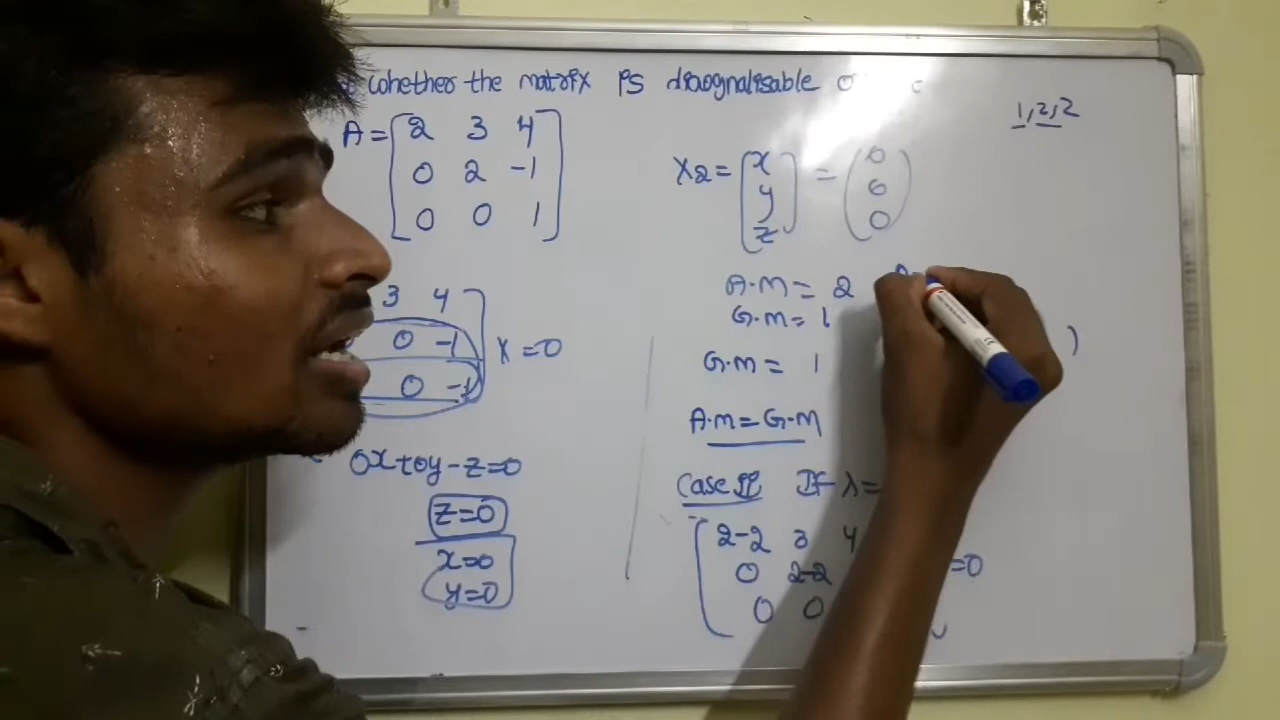 whether the matrix is diaognalisable
1,2,2
A = [ 2 3 4
0 2 -1
0 0 1 ]
X2 = [ x y z ] = ( 0 0 0 )
3 4
0 -1
0 -1 ] X = 0
0x+0y-z=0
z=0
x=0
y=0
A.M = 2
G.M = 1
G.M = 1
A.M = G.M
Case II If λ=
[ 2-2 3 4
0 2-2
0 0
=0